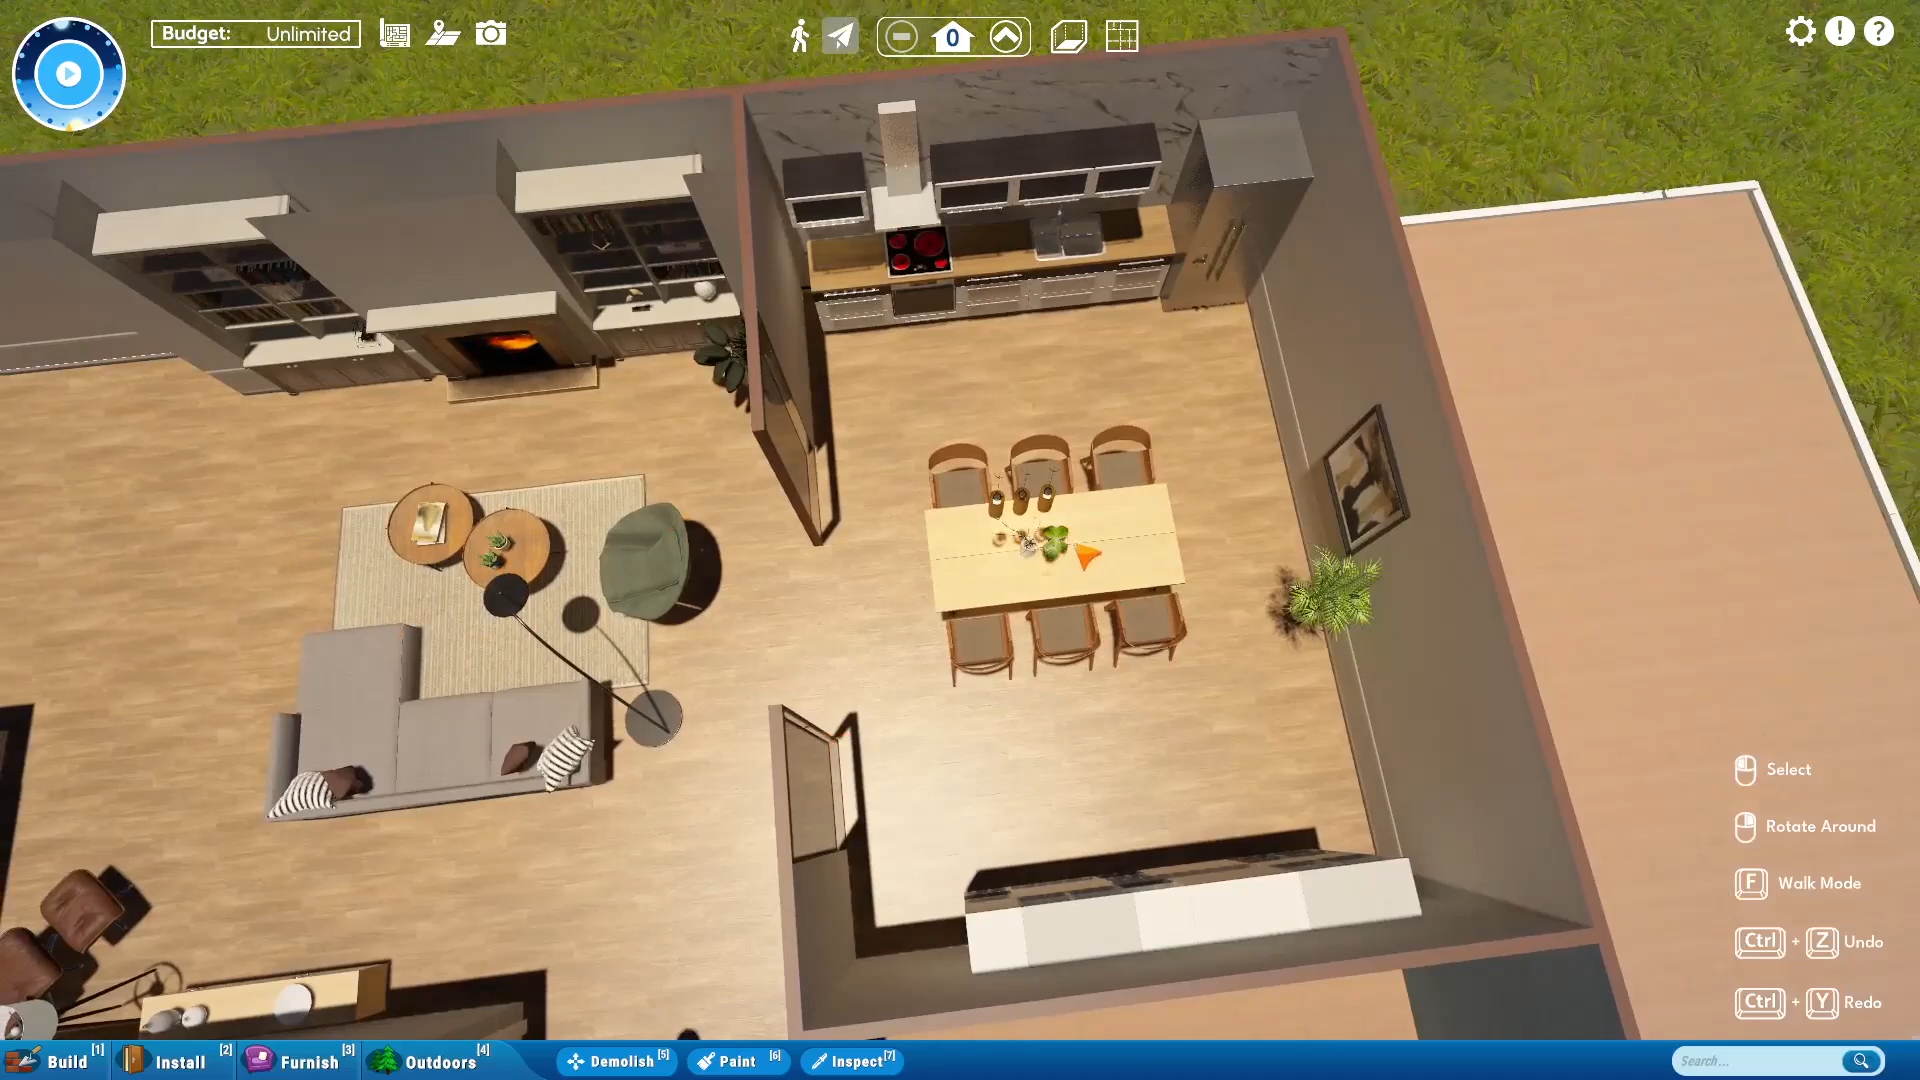 Budget: Unlimited
0
! ?
Select
Rotate Around
F Walk Mode
Ctrl + Z Undo
Ctrl + Y Redo
Build [1] Install [2] Furnish [3] Outdoors [4] Demolish [5] Paint [6] Inspect [7] Search...